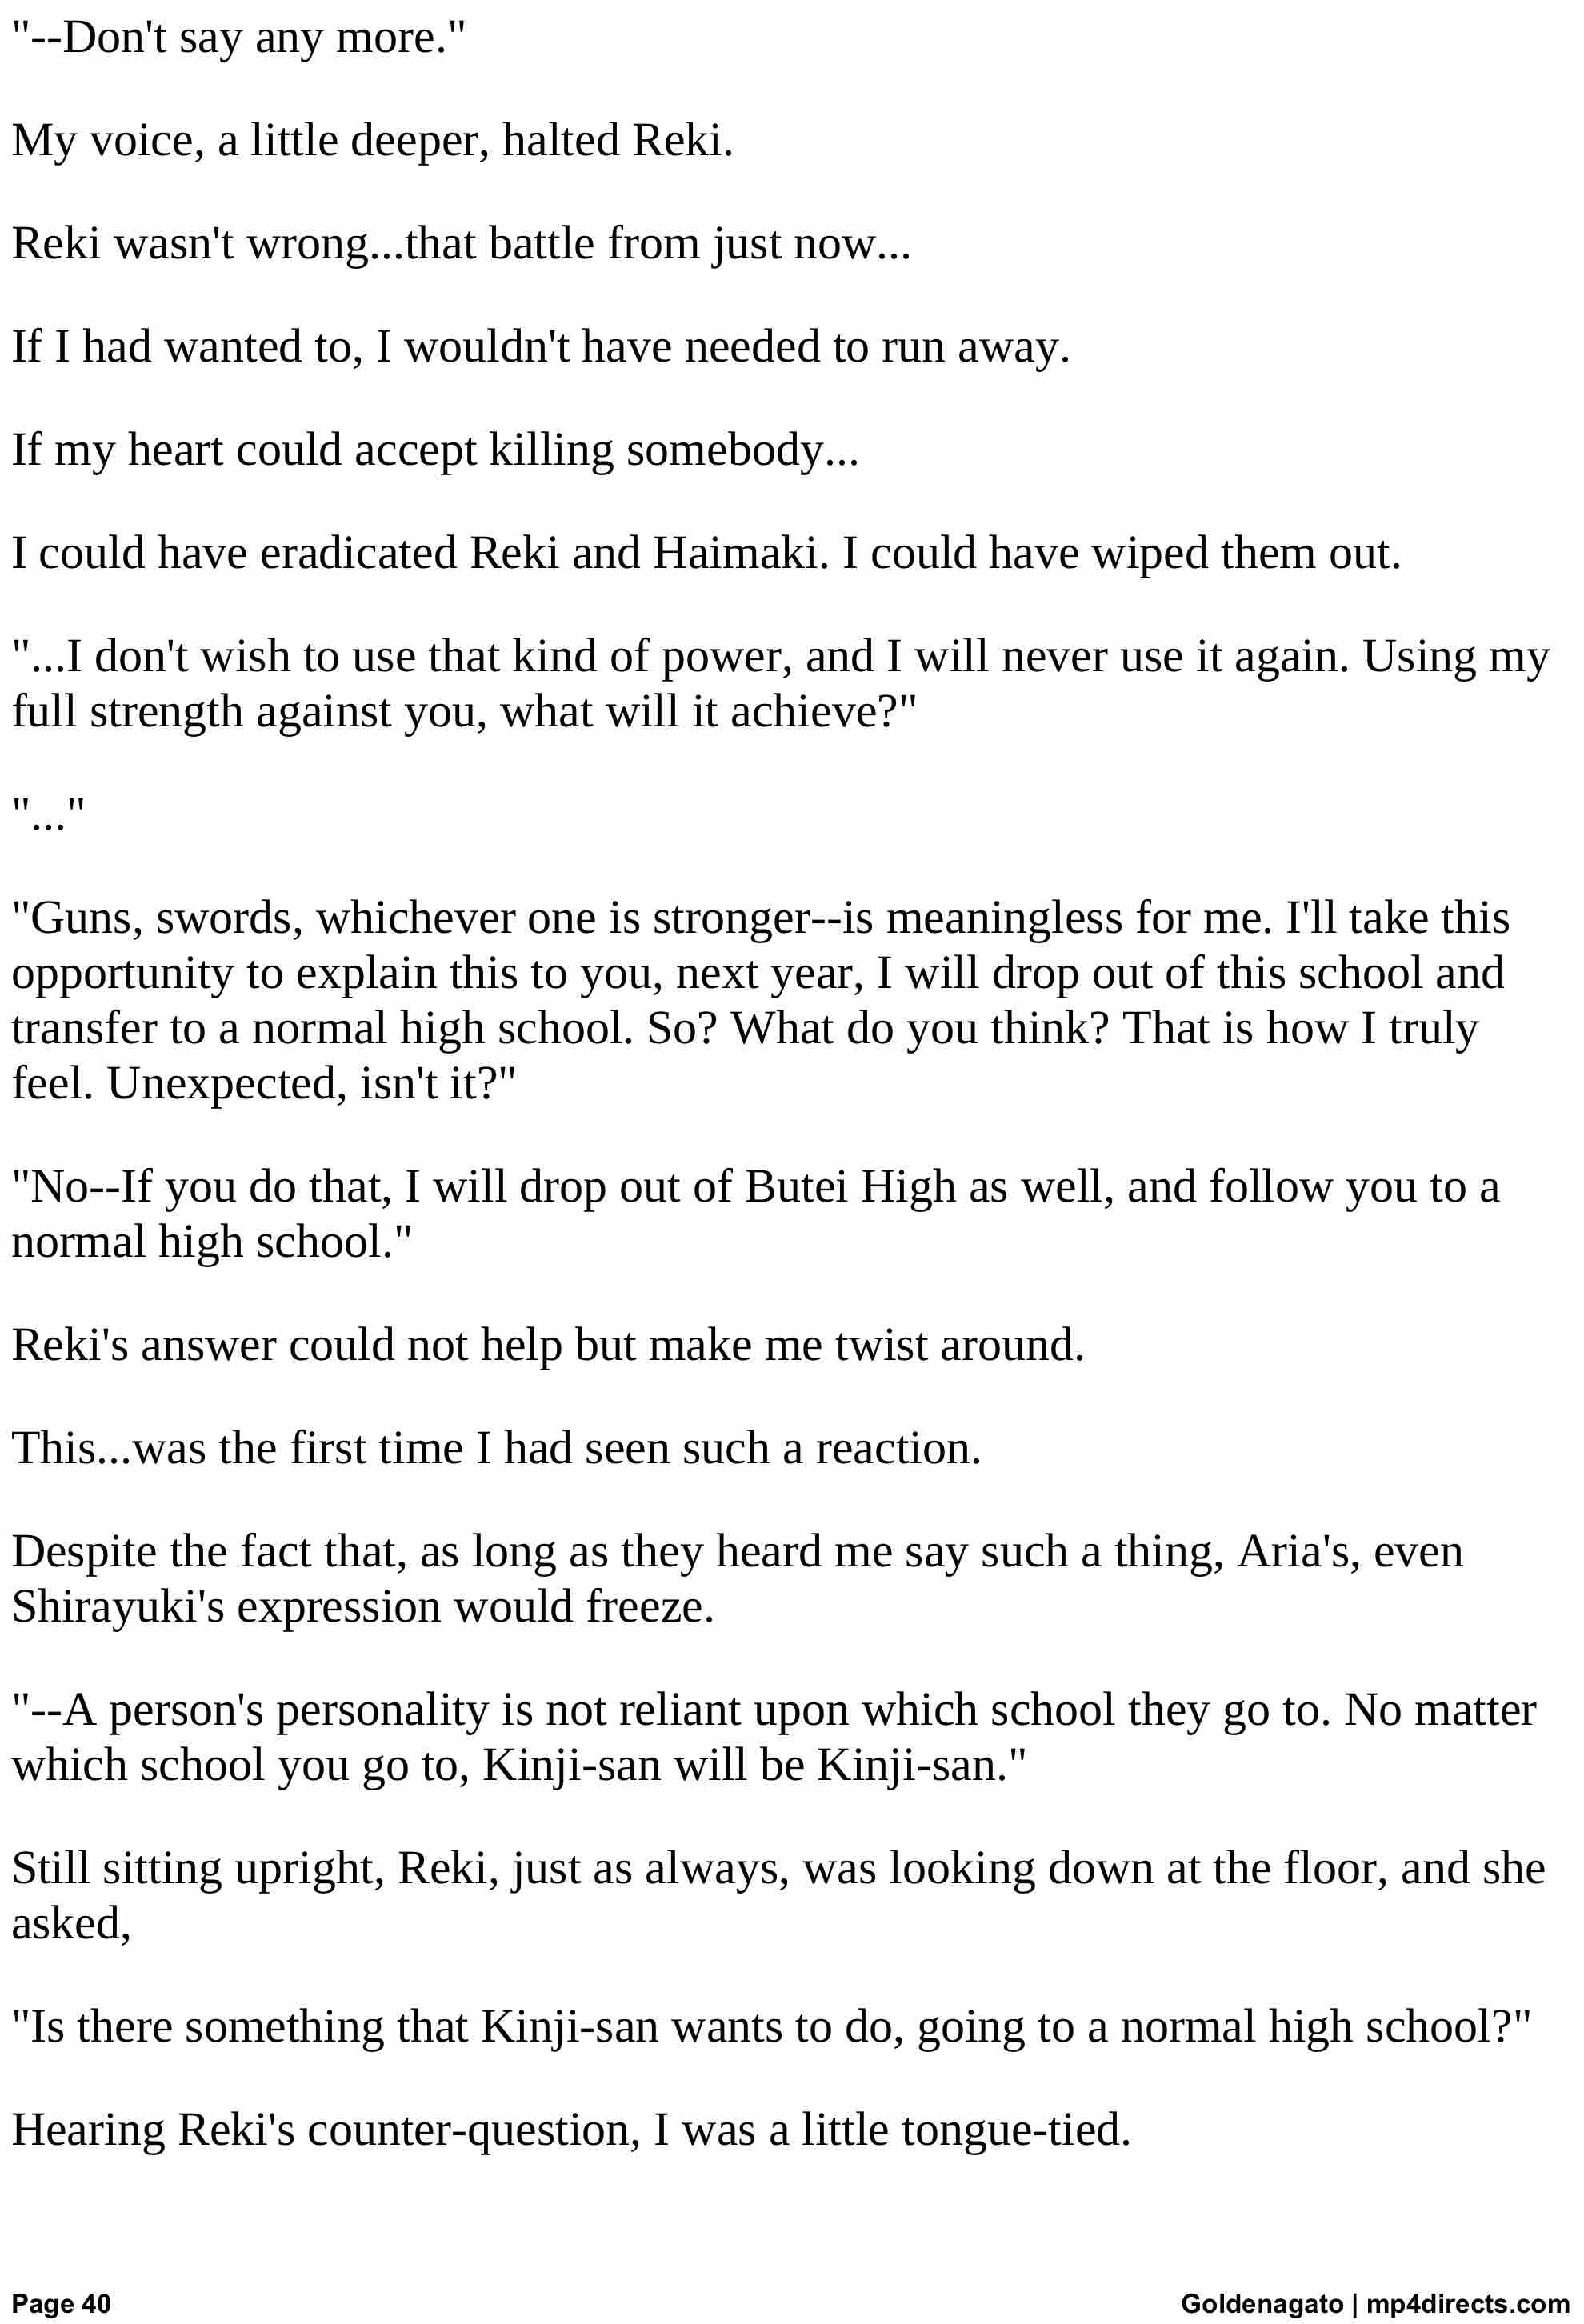 "--Don't say any more."
My voice, a little deeper, halted Reki.
Reki wasn't wrong...that battle from just now...
If I had wanted to, I wouldn't have needed to run away.
If my heart could accept killing somebody...
I could have eradicated Reki and Haimaki. I could have wiped them out.
"...I don't wish to use that kind of power, and I will never use it again. Using my
full strength against you, what will it achieve?"
"..."
"Guns, swords, whichever one is stronger--is meaningless for me. I'll take this
opportunity to explain this to you, next year, I will drop out of this school and
transfer to a normal high school. So? What do you think? That is how I truly
feel. Unexpected, isn't it?"
"No--If you do that, I will drop out of Butei High as well, and follow you to a
normal high school."
Reki's answer could not help but make me twist around.
This...was the first time I had seen such a reaction.
Despite the fact that, as long as they heard me say such a thing, Aria's, even
Shirayuki's expression would freeze.
"--A person's personality is not reliant upon which school they go to. No matter
which school you go to, Kinji-san will be Kinji-san."
Still sitting upright, Reki, just as always, was looking down at the floor, and she
asked,
"Is there something that Kinji-san wants to do, going to a normal high school?"
Hearing Reki's counter-question, I was a little tongue-tied.
Page 40
Goldenagato | mp4directs.com